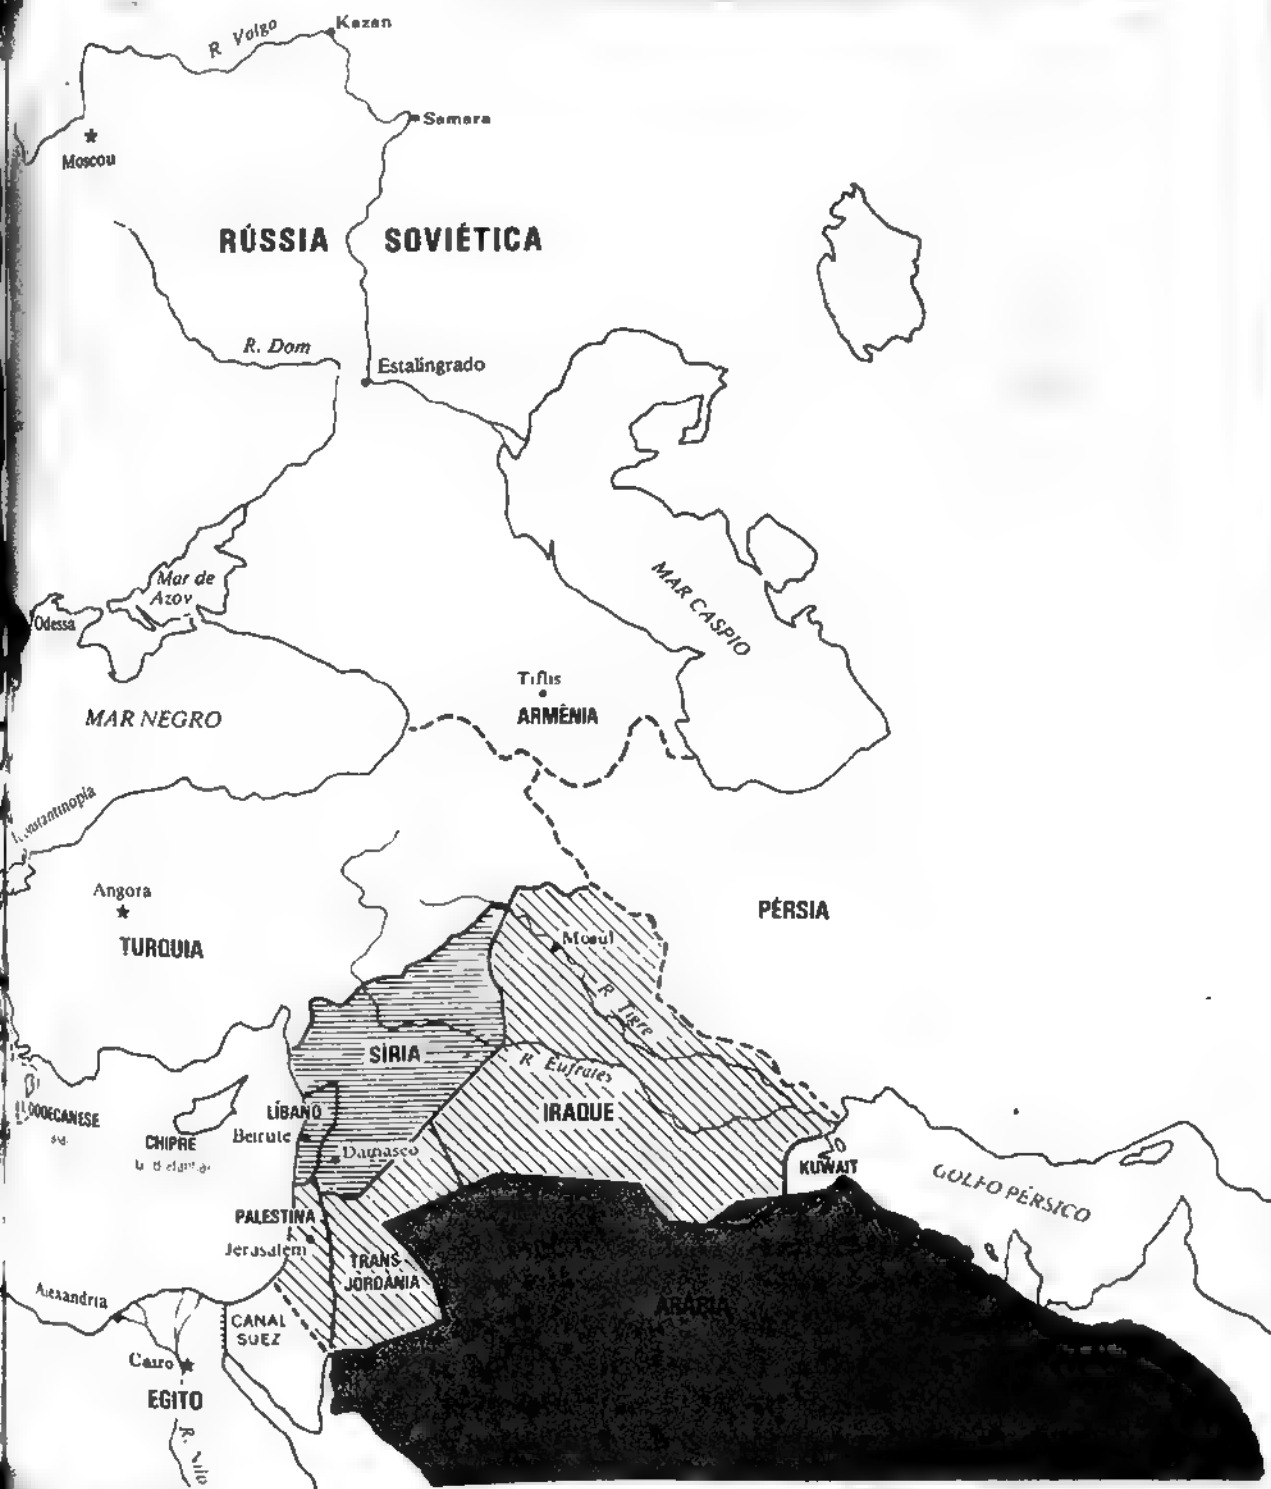 R Volgo
Kazan
Samara
Moscou
RÚSSIA SOVIÉTICA
R. Dom
Estalingrado
Mar de
Azov
Odessa
MAR CASPIO
Tiflis
ARMÊNIA
MAR NEGRO
Angora
TURQUIA
PÉRSIA
Mosul
R Tigre
SÍRIA
R Eufrates
IRAQUE
LÍBANO
Beirute
Damasco
DODECANESE
CHIPRE
KUWAIT
GOLFO PÉRSICO
PALESTINA
Jerusalém
TRANS-
JORDÂNIA
ARÁBIA
Alexandria
CANAL
SUEZ
Cairo
EGITO
R. Nilo